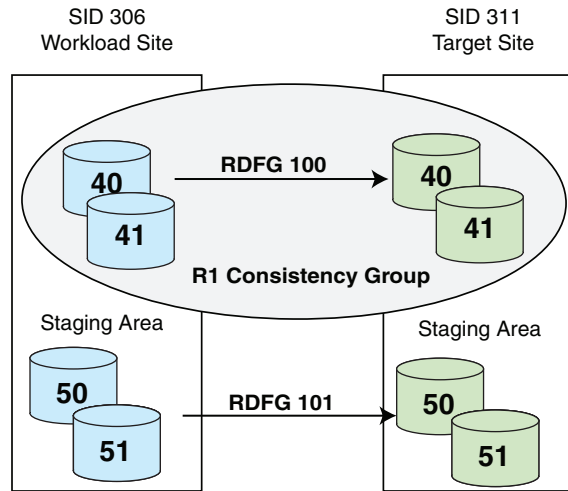 SID 306
Workload Site
SID 311
Target Site
40
41
RDFG 100
40
41
R1 Consistency Group
Staging Area
50
51
RDFG 101
Staging Area
50
51